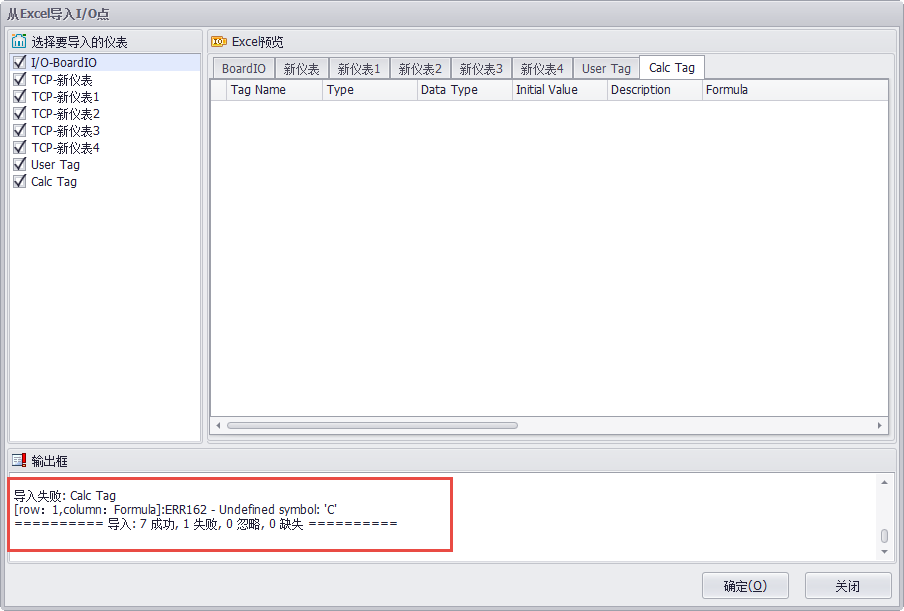 从Excel导入I/O点
选择要导入的仪表
I/O-BoardIO
TCP-新仪表
TCP-新仪表1
TCP-新仪表2
TCP-新仪表3
TCP-新仪表4
User Tag
Calc Tag
Excel预览
BoardIO 新仪表 新仪表1 新仪表2 新仪表3 新仪表4 User Tag Calc Tag
Tag Name Type Data Type Initial Value Description Formula
输出框
导入失败: Calc Tag
[row：1,column：Formula]:ERR162 - Undefined symbol: 'C'
========== 导入: 7 成功, 1 失败, 0 忽略, 0 缺失 ==========
确定(O) 关闭